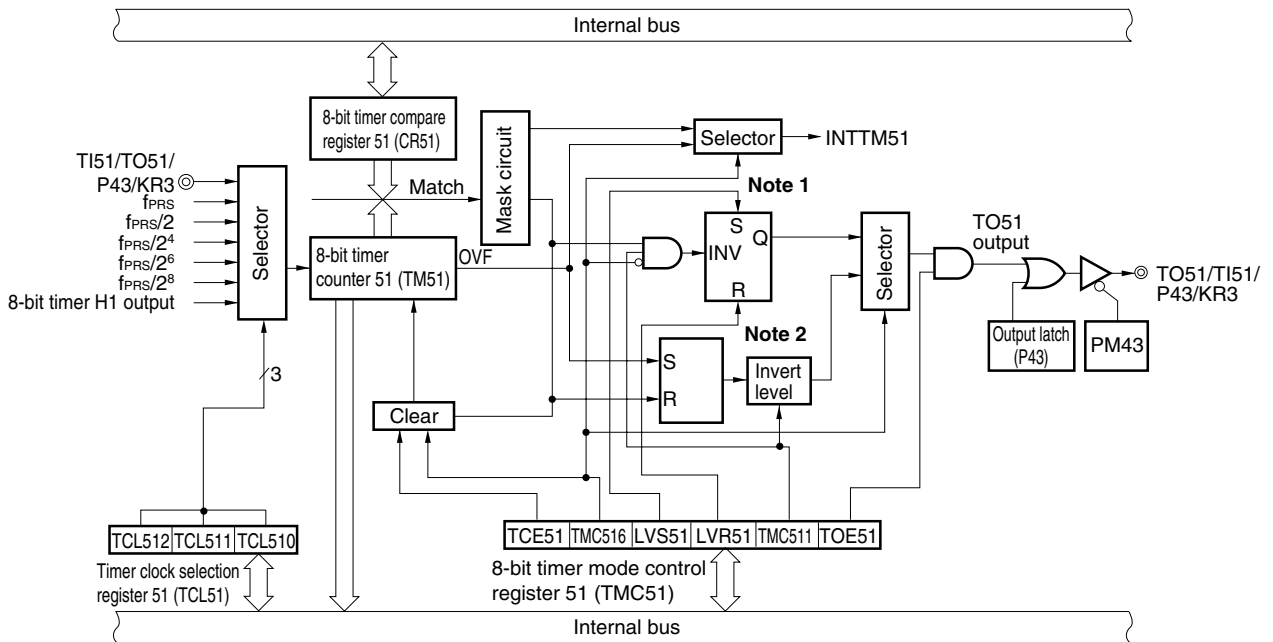 Internal bus
8-bit timer compare
register 51 (CR51)
Mask circuit
Selector
INTTM51
TI51/TO51/
P43/KR3
fPRS
fPRS/2
fPRS/2⁴
fPRS/2⁶
fPRS/2⁸
8-bit timer H1 output
Selector
Match
Note 1
8-bit timer
counter 51 (TM51)
OVF
S
Q
INV
R
Selector
TO51
output
TO51/TI51/
P43/KR3
Note 2
Output latch
(P43)
PM43
S
R
Invert
level
3
Clear
TCL512 TCL511 TCL510
Timer clock selection
register 51 (TCL51)
TCE51 TMC516 LVS51 LVR51 TMC511 TOE51
8-bit timer mode control
register 51 (TMC51)
Internal bus